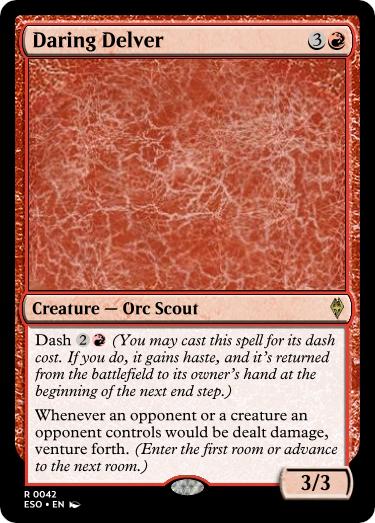 Daring Delver 3
Creature — Orc Scout
Dash 2 (You may cast this spell for its dash
cost. If you do, it gains haste, and it's returned
from the battlefield to its owner's hand at the
beginning of the next end step.)
Whenever an opponent or a creature an
opponent controls would be dealt damage,
venture forth. (Enter the first room or advance
to the next room.)
3/3
R 0042
ESO • EN